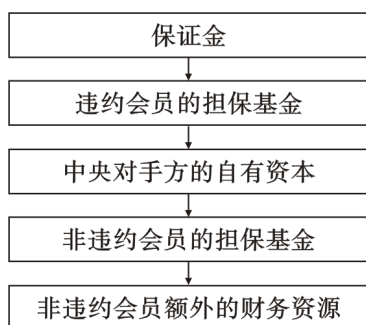 保证金
违约会员的担保基金
中央对手方的自有资本
非违约会员的担保基金
非违约会员额外的财务资源